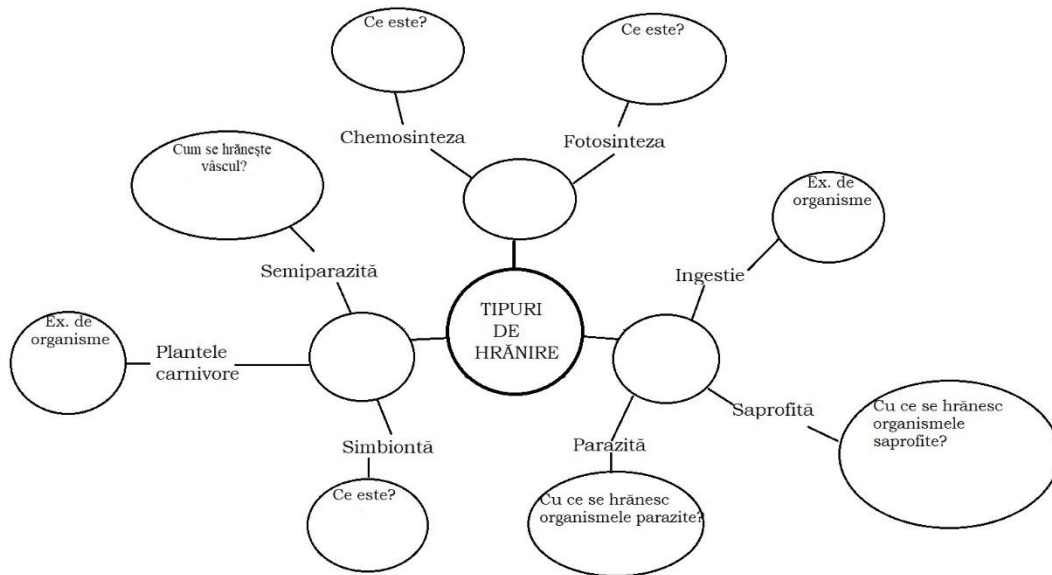 Ce este?
Ce este?
Chemosinteza
Fotosinteza
Cum se hrănește
vâscul?
Ex. de
organisme
Semiparazită
Ingestie
TIPURI
DE
HRĂNIRE
Ex. de
organisme
Plantele
carnivore
Saprofită
Cu ce se hrănesc
organismele
saprofite?
Simbiontă
Parazită
Ce este?
Cu ce se hrănesc
organismele parazite?